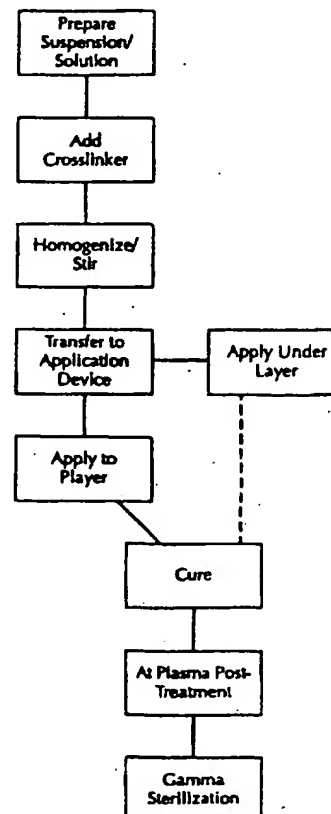 Prepare
Suspension/
Solution
Add
Crosslinker
Homogenize/
Stir
Transfer to
Application
Device
Apply Under
Layer
Apply to
Player
Cure
At Plasma Post-
Treatment
Gamma
Sterilization